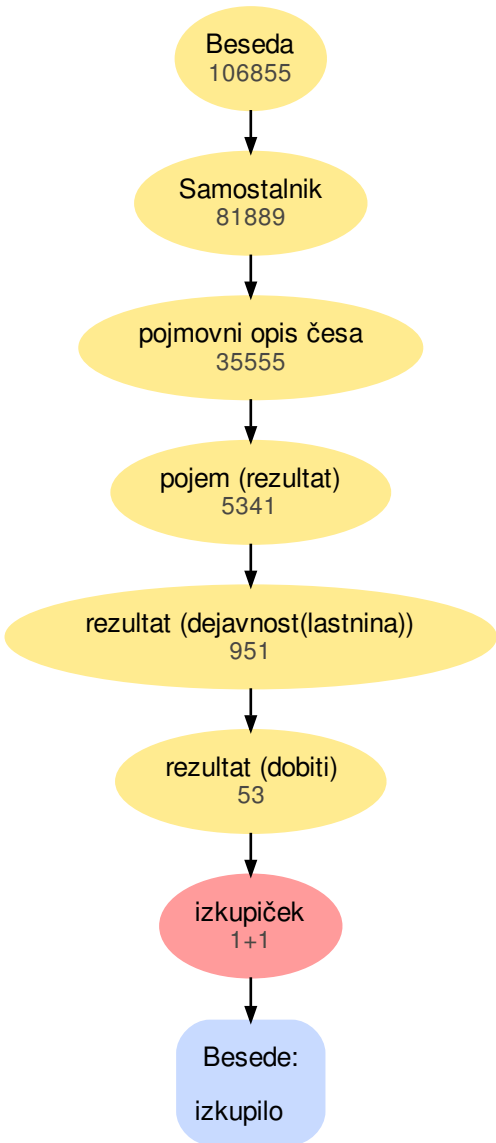 Beseda
106855
Samostalnik
81889
pojmovni opis česa
35555
pojem (rezultat)
5341
rezultat (dejavnost(lastnina))
951
rezultat (dobiti)
53
izkupiček
1+1
Besede:
izkupilo